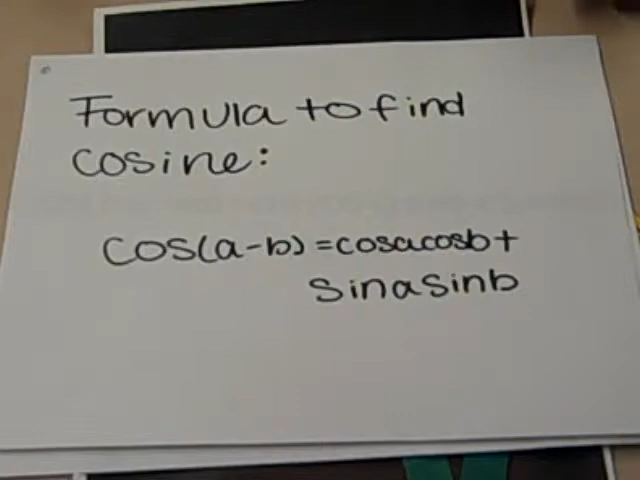 Formula to find
cosine:
cos(a-b)=cosacosb+
sinasinb